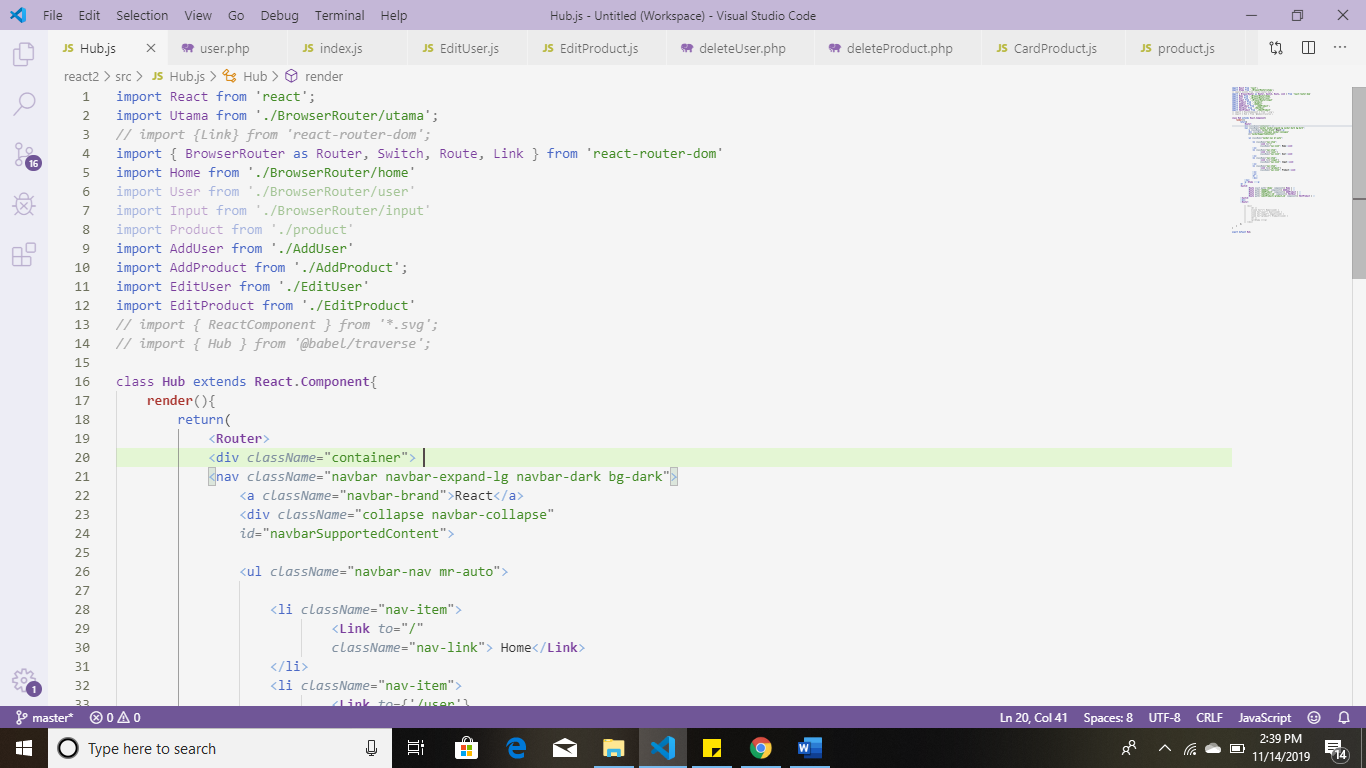 File Edit Selection View Go Debug Terminal Help Hub.js - Untitled (Workspace) - Visual Studio Code
JS Hub.js user.php JS index.js JS EditUser.js JS EditProduct.js deleteUser.php deleteProduct.php JS CardProduct.js JS product.js
react2 > src > JS Hub.js > Hub > render
1 import React from 'react';
2 import Utama from './BrowserRouter/utama';
3 // import {Link} from 'react-router-dom';
4 import { BrowserRouter as Router, Switch, Route, Link } from 'react-router-dom'
5 import Home from './BrowserRouter/home'
6 import User from './BrowserRouter/user'
7 import Input from './BrowserRouter/input'
8 import Product from './product'
9 import AddUser from './AddUser'
10 import AddProduct from './AddProduct';
11 import EditUser from './EditUser'
12 import EditProduct from './EditProduct'
13 // import { ReactComponent } from '*.svg';
14 // import { Hub } from '@babel/traverse';
15
16 class Hub extends React.Component{
17 render(){
18 return(
19 <Router>
20 <div className="container">
21 <nav className="navbar navbar-expand-lg navbar-dark bg-dark">
22 <a className="navbar-brand">React</a>
23 <div className="collapse navbar-collapse"
24 id="navbarSupportedContent">
25
26 <ul className="navbar-nav mr-auto">
27
28 <li className="nav-item">
29 <Link to="/"
30 className="nav-link"> Home</Link>
31 </li>
32 <li className="nav-item">
33 <Link to={'/user'}
16
1
master* 0 0 Ln 20, Col 41 Spaces: 8 UTF-8 CRLF JavaScript
Type here to search
2:39 PM
11/14/2019
14